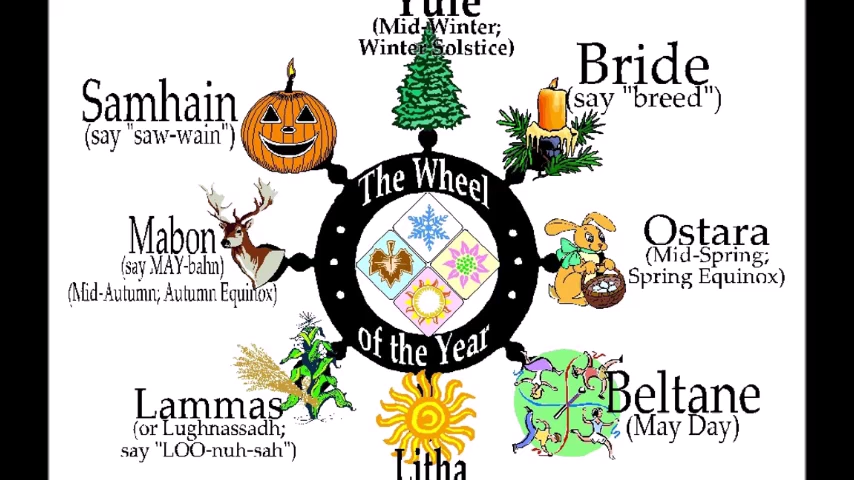 Yule
(Mid-Winter;
Winter Solstice)
Bride
(say "breed")
Samhain
(say "saw-wain")
The Wheel
of the Year
Mabon
(say MAY-bahn)
(Mid-Autumn; Autumn Equinox)
Ostara
(Mid-Spring;
Spring Equinox)
Lammas
(or Lughnassadh;
say "LOO-nuh-sah")
Beltane
(May Day)
Litha